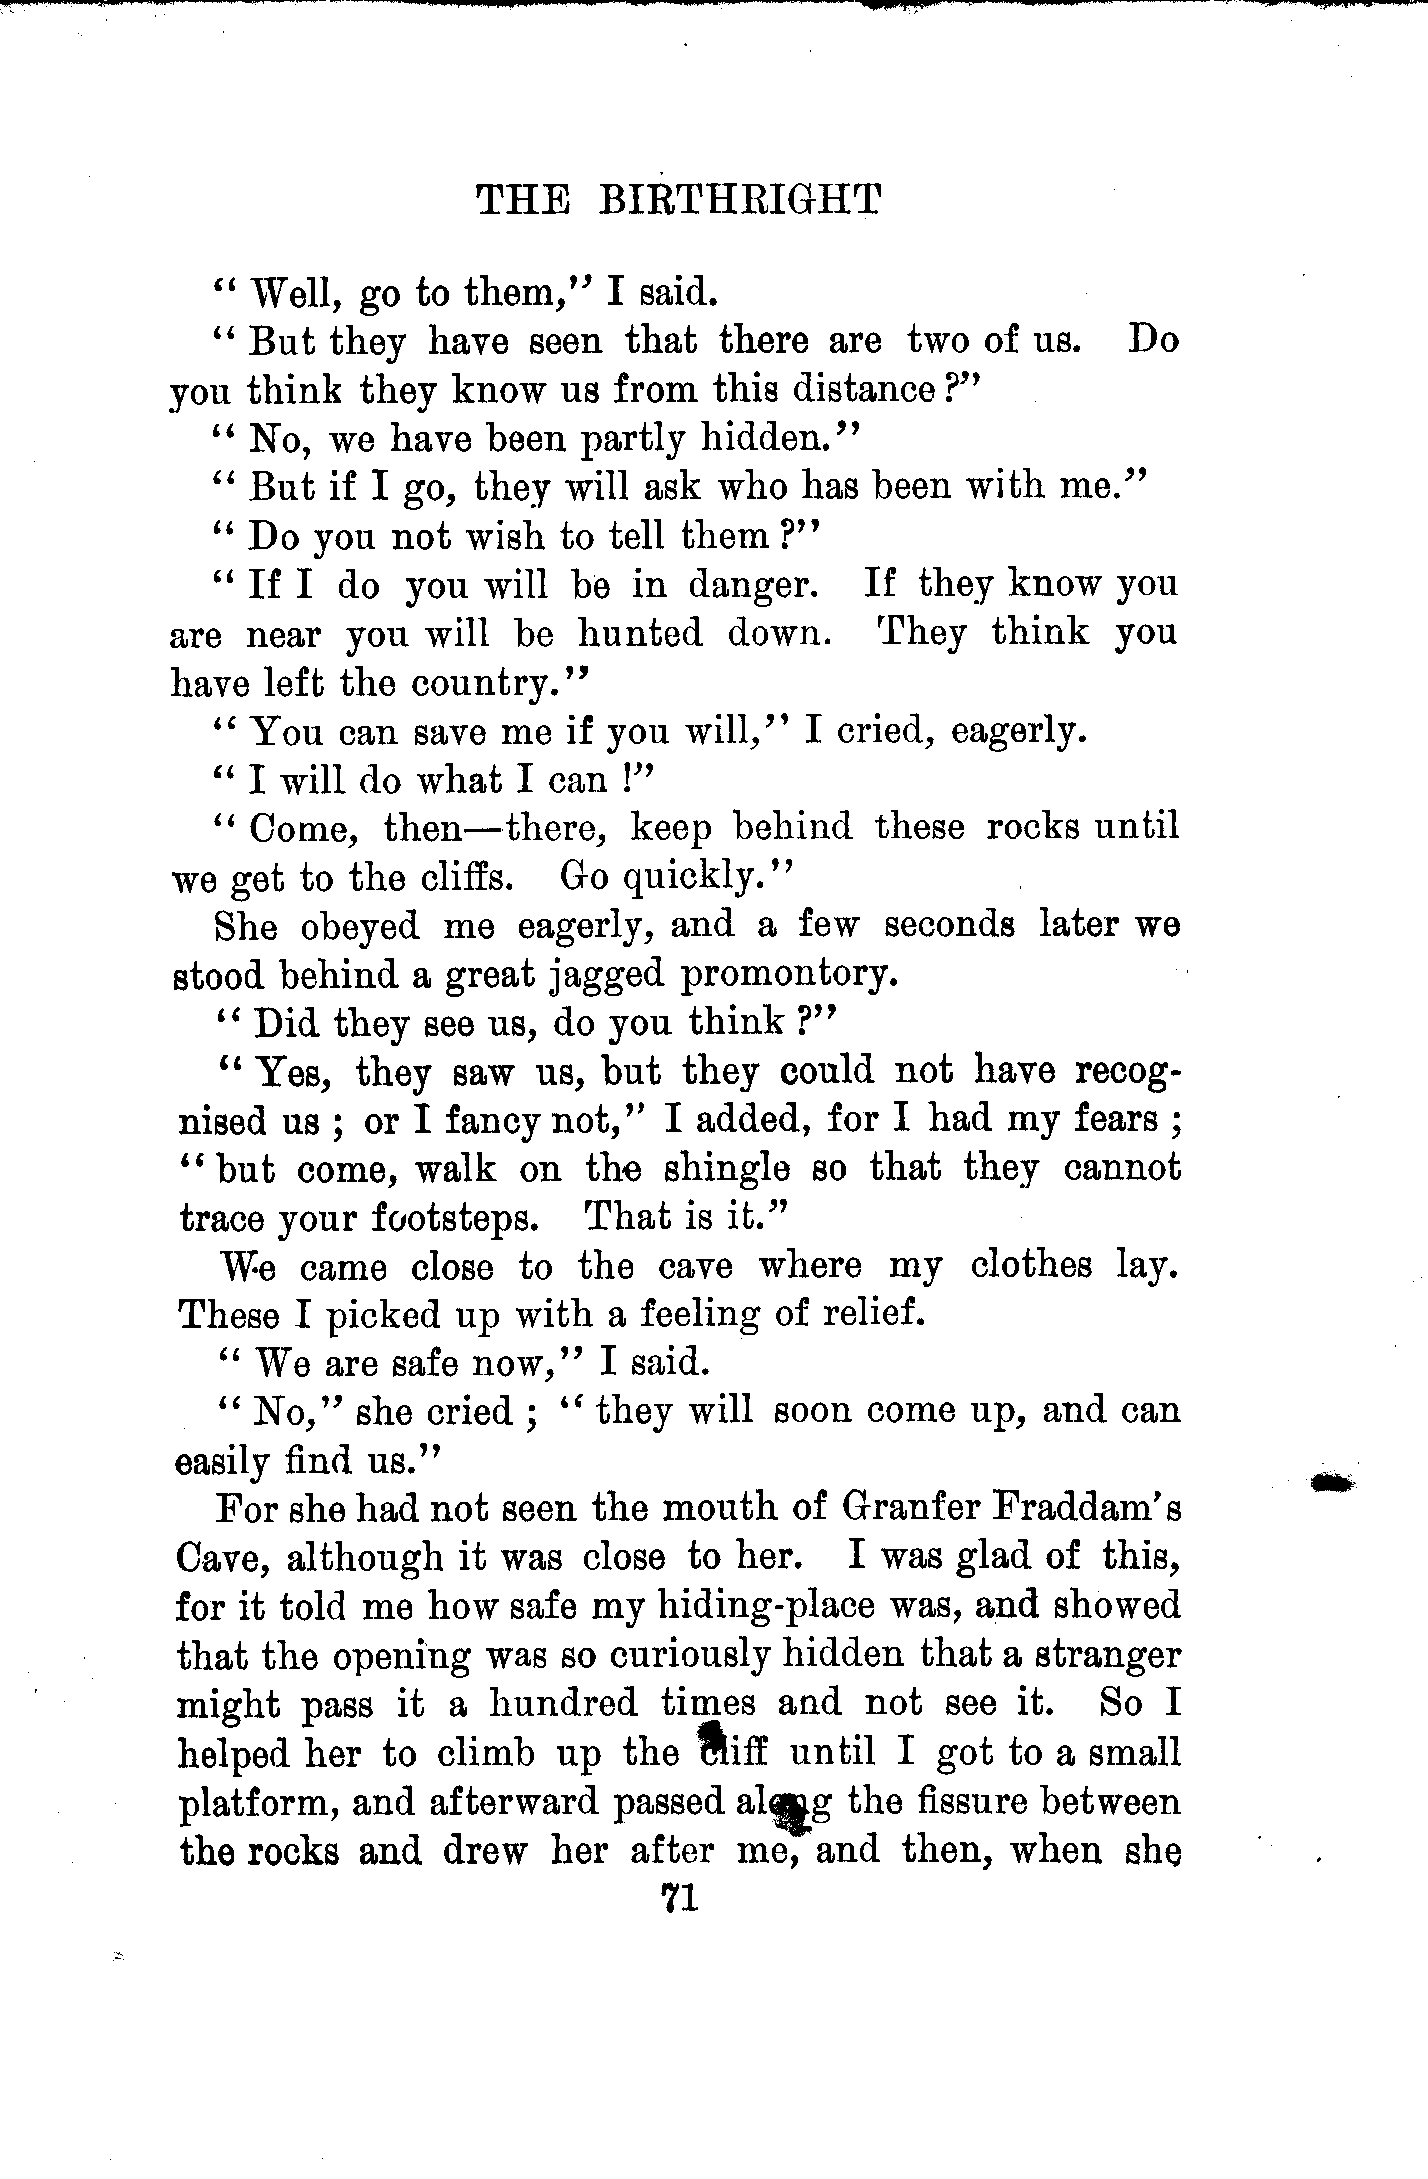 THE BIRTHRIGHT
“ Well, go to them,” I said.
“ But they have seen that there are two of us. Do
you think they know us from this distance ?”
“ No, we have been partly hidden.”
“ But if I go, they will ask who has been with me.”
“ Do you not wish to tell them ?”
“ If I do you will be in danger. If they know you
are near you will be hunted down. They think you
have left the country.”
“ You can save me if you will,” I cried, eagerly.
“ I will do what I can !”
“ Come, then—there, keep behind these rocks until
we get to the cliffs. Go quickly.”
She obeyed me eagerly, and a few seconds later we
stood behind a great jagged promontory.
“ Did they see us, do you think ?”
“ Yes, they saw us, but they could not have recog-
nised us ; or I fancy not,” I added, for I had my fears ;
“ but come, walk on the shingle so that they cannot
trace your footsteps. That is it.”
We came close to the cave where my clothes lay.
These I picked up with a feeling of relief.
“ We are safe now,” I said.
“ No,” she cried ; “ they will soon come up, and can
easily find us.”
For she had not seen the mouth of Granfer Fraddam’s
Cave, although it was close to her. I was glad of this,
for it told me how safe my hiding-place was, and showed
that the opening was so curiously hidden that a stranger
might pass it a hundred times and not see it. So I
helped her to climb up the cliff until I got to a small
platform, and afterward passed along the fissure between
the rocks and drew her after me, and then, when she
71